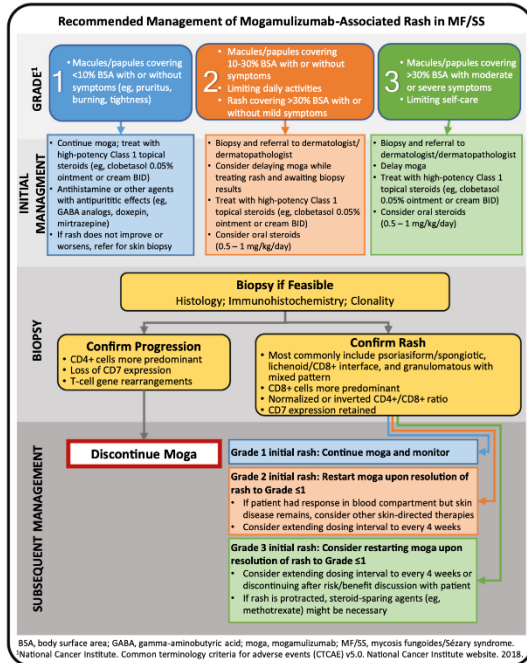 Recommended Management of Mogamulizumab-Associated Rash in MF/SS
GRADE¹
1
• Macules/papules covering
<10% BSA with or without
symptoms (eg, pruritus,
burning, tightness)
2
• Macules/papules covering
10-30% BSA with or without
symptoms
• Limiting daily activities
• Rash covering >30% BSA with or
without mild symptoms
3
• Macules/papules covering
>30% BSA with moderate
or severe symptoms
• Limiting self-care
INITIAL
MANAGMENT
• Continue moga; treat with
high-potency Class 1 topical
steroids (eg, clobetasol 0.05%
ointment or cream BID)
• Antihistamine or other agents
with antipuritic effects (eg,
GABA analogs, doxepin,
mirtrazepine)
• If rash does not improve or
worsens, refer for skin biopsy
• Biopsy and referral to
dermatologist/
dermatopathologist
• Consider delaying moga while
treating rash and awaiting biopsy
results
• Treat with high-potency Class 1
topical steroids (eg, clobetasol 0.05%
ointment or cream BID)
• Consider oral steroids
(0.5 – 1 mg/kg/day)
• Biopsy and referral to
dermatologist/dermatopathologist
• Delay moga
• Treat with high-potency Class 1
topical steroids (eg, clobetasol
0.05% ointment or cream BID)
• Consider oral steroids
(0.5 – 1 mg/kg/day)
BIOPSY
Biopsy if Feasible
Histology; Immunohistochemistry; Clonality
Confirm Progression
• CD4+ cells more predominant
• Loss of CD7 expression
• T-cell gene rearrangements
Confirm Rash
• Most commonly include psoriasiform/spongiotic,
lichenoid/CD8+ interface, and granulomatous with
mixed pattern
• CD8+ cells more predominant
• Normalized or inverted CD4+/CD8+ ratio
• CD7 expression retained
SUBSEQUENT MANAGEMENT
Discontinue Moga
Grade 1 initial rash: Continue moga and monitor
Grade 2 initial rash: Restart moga upon resolution of
rash to Grade ≤1
• If patient had response in blood compartment but skin
disease remains, consider other skin-directed therapies
• Consider extending dosing interval to every 4 weeks
Grade 3 initial rash: Consider restarting moga upon
resolution of rash to Grade ≤1
• Consider extending dosing interval to every 4 weeks or
discontinuing after risk/benefit discussion with patient
• If rash is protracted, steroid-sparing agents (eg,
methotrexate) might be necessary
BSA, body surface area; GABA, gamma-aminobutyric acid; moga, mogamulizumab; MF/SS, mycosis fungoides/Sézary syndrome.
¹National Cancer Institute. Common terminology criteria for adverse events (CTCAE) v5.0. National Cancer Institute website. 2018.